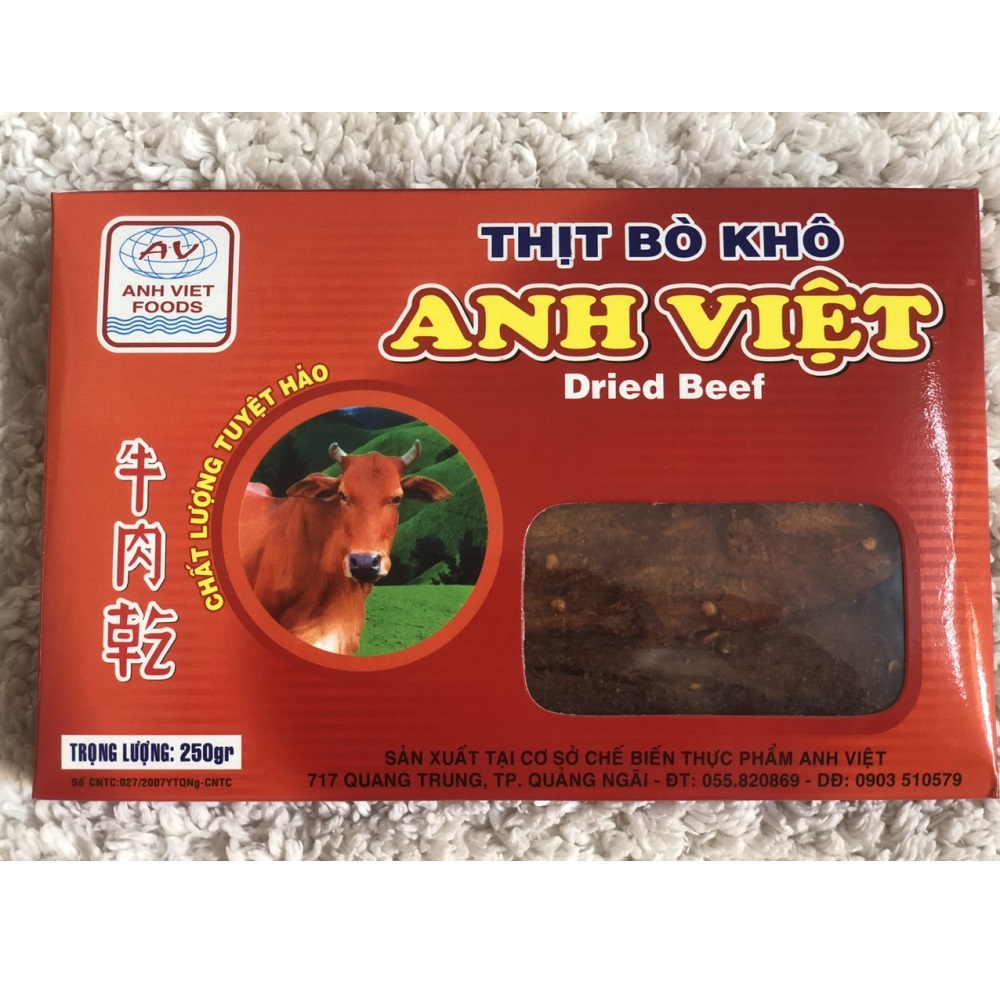 A-V
ANH VIET
FOODS
THỊT BÒ KHÔ
ANH VIỆT
Dried Beef
CHẤT LƯỢNG TUYỆT HẢO
牛肉乾
TRỌNG LƯỢNG: 250gr
Số CNTC:027/2007YTQNg-CNTC
SẢN XUẤT TẠI CƠ SỞ CHẾ BIẾN THỰC PHẨM ANH VIỆT
717 QUANG TRUNG, TP. QUẢNG NGÃI - ĐT: 055.820869 - DĐ: 0903 510579